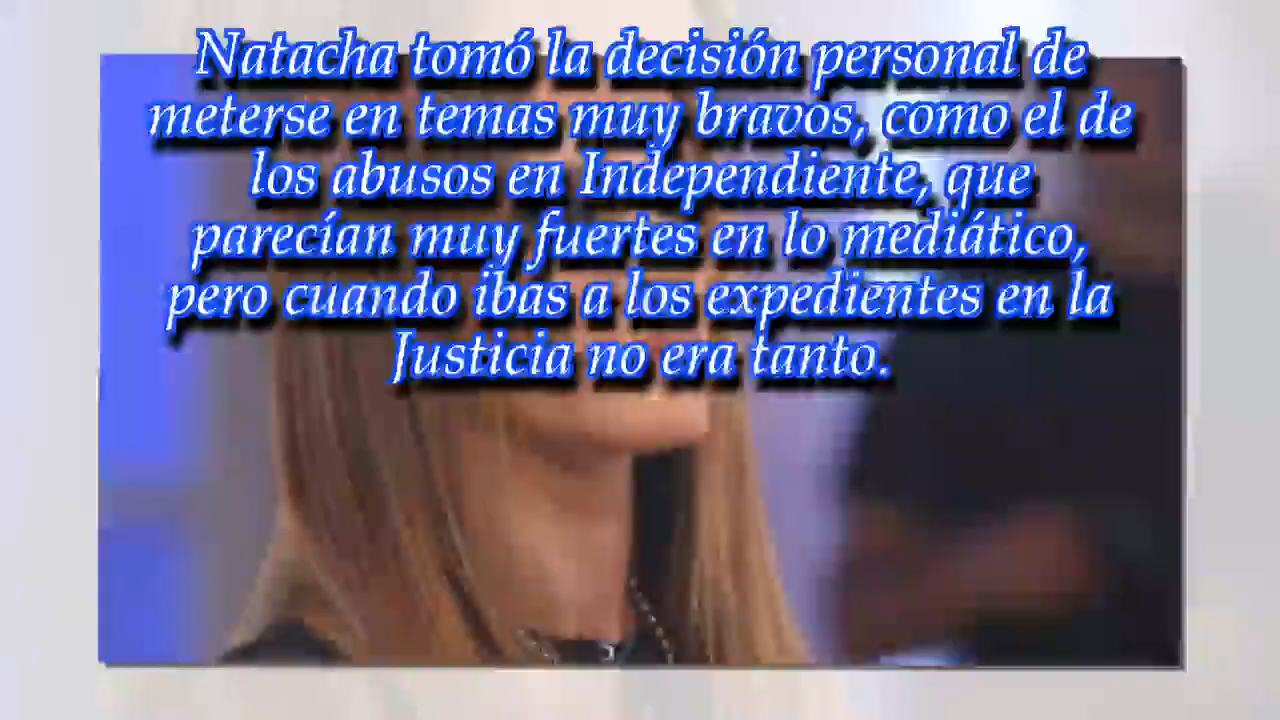 Natacha tomó la decisión personal de
meterse en temas muy bravos, como el de
los abusos en Independiente, que
parecían muy fuertes en lo mediático,
pero cuando ibas a los expedientes en la
Justicia no era tanto.